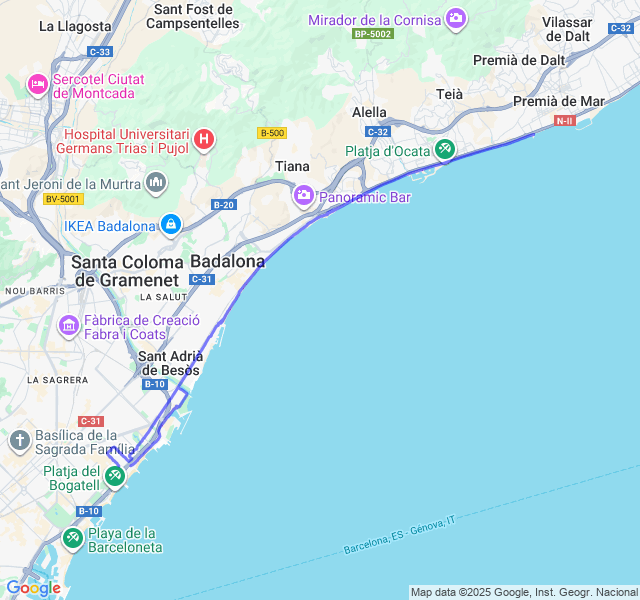 La Llagosta
Sant Fost de
Campsentelles
Mirador de la Cornisa
BP-5002
Vilassar
de Dalt
C-32
C-33
Premià de Dalt
Sercotel Ciutat
de Montcada
Teià
Premià de Mar
Alella
N-II
Hospital Universitari
Germans Trias i Pujol
B-500
C-32
Platja d'Ocata
Tiana
ant Jeroni de la Murtra
BV-5001
Panoramic Bar
B-20
IKEA Badalona
Santa Coloma
de Gramenet
Badalona
C-31
NOU BARRIS
LA SALUT
Fàbrica de Creació
Fabra i Coats
Sant Adrià
de Besòs
LA SAGRERA
B-10
C-31
Basílica de la
Sagrada Família
Platja del
Bogatell
B-10
Playa de la
Barceloneta
Barcelona, ES - Génova, IT
Google
Map data ©2025 Google, Inst. Geogr. Nacional